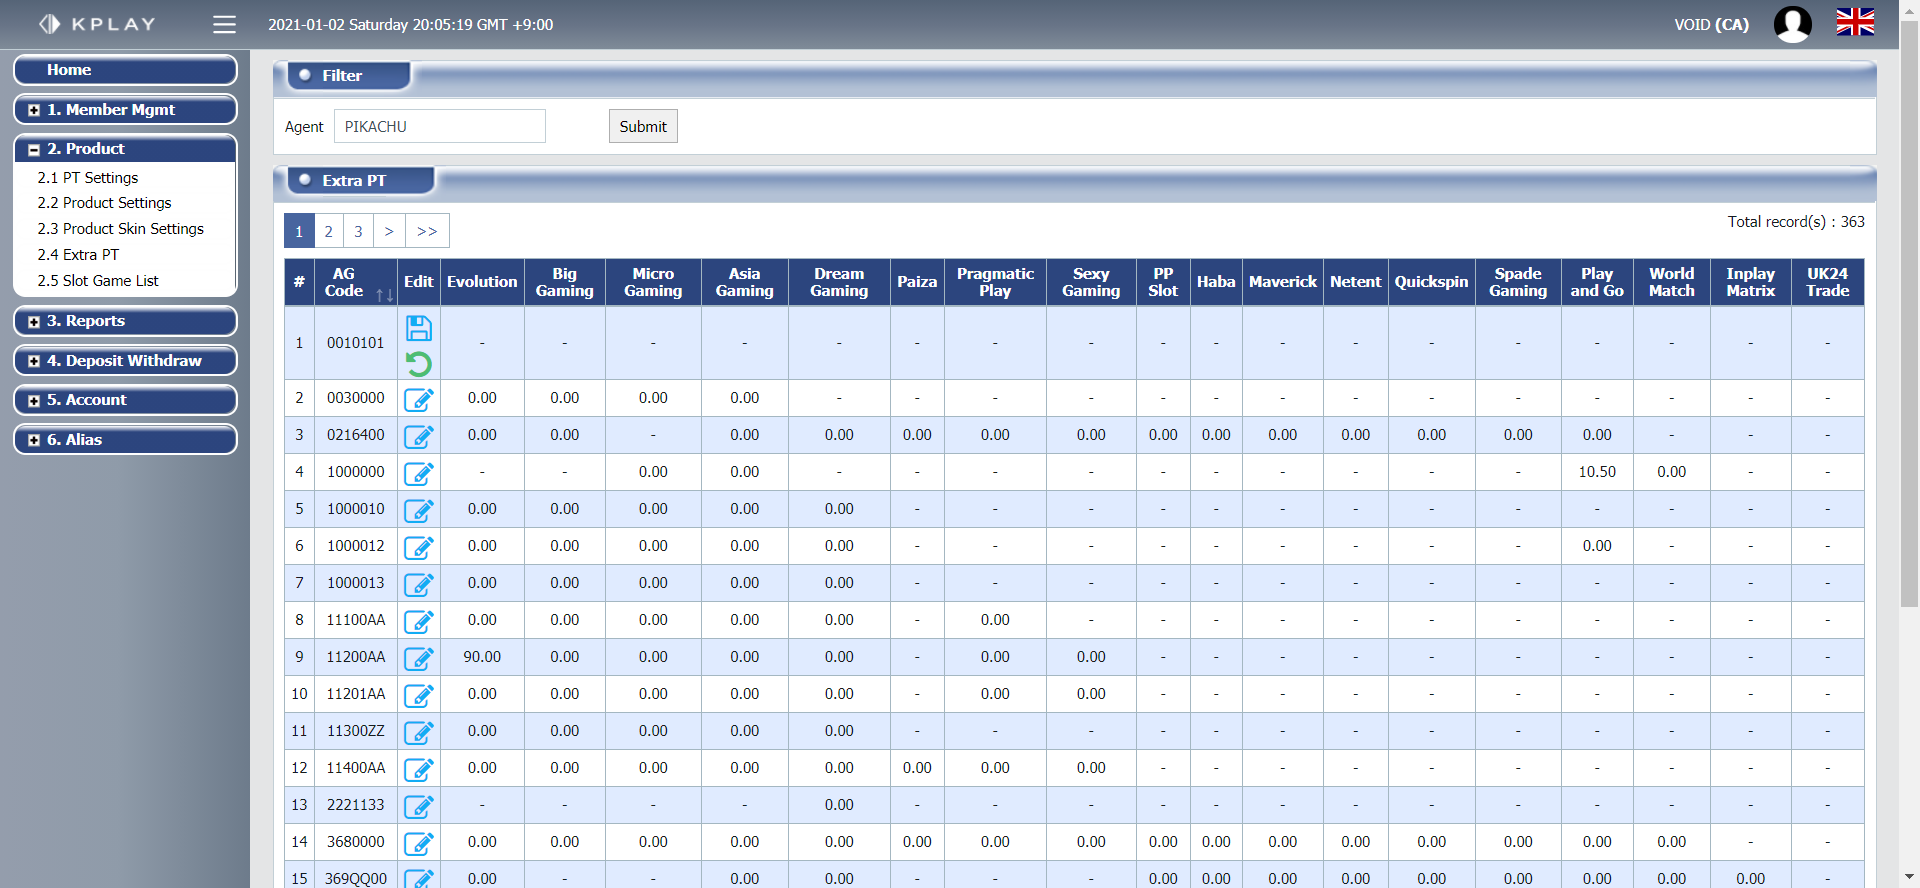 KPLAY
2021-01-02 Saturday 20:05:19 GMT +9:00
VOID (CA)
Home
1. Member Mgmt
2. Product
2.1 PT Settings
2.2 Product Settings
2.3 Product Skin Settings
2.4 Extra PT
2.5 Slot Game List
3. Reports
4. Deposit Withdraw
5. Account
6. Alias
Filter
Agent PIKACHU Submit
Extra PT
1 2 3 > >>
Total record(s) : 363
# AG Code Edit Evolution Big Gaming Micro Gaming Asia Gaming Dream Gaming Paiza Pragmatic Play Sexy Gaming PP Slot Haba Maverick Netent Quickspin Spade Gaming Play and Go World Match Inplay Matrix UK24 Trade
1 0010101 - - - - - - - - - - - - - - - - - -
2 0030000 0.00 0.00 0.00 0.00 - - - - - - - - - - - - - -
3 0216400 0.00 0.00 - 0.00 0.00 0.00 0.00 0.00 0.00 0.00 0.00 0.00 0.00 0.00 0.00 - - -
4 1000000 - - 0.00 0.00 - - - - - - - - - - 10.50 0.00 - -
5 1000010 0.00 0.00 0.00 0.00 0.00 - - - - - - - - - - - - -
6 1000012 0.00 0.00 0.00 0.00 0.00 - - - - - - - - - 0.00 - - -
7 1000013 0.00 0.00 0.00 0.00 0.00 - - - - - - - - - - - - -
8 11100AA 0.00 0.00 0.00 0.00 0.00 - 0.00 - - - - - - - - - - -
9 11200AA 90.00 0.00 0.00 0.00 0.00 - 0.00 0.00 - - - - - - - - - -
10 11201AA 0.00 0.00 0.00 0.00 0.00 - 0.00 0.00 - - - - - - - - - -
11 11300ZZ 0.00 0.00 0.00 0.00 0.00 - - - - - - - - - - - - -
12 11400AA 0.00 0.00 0.00 0.00 0.00 0.00 0.00 0.00 - - - - - - - - - -
13 2221133 - - - - 0.00 - - - - - - - - - - - - -
14 3680000 0.00 0.00 0.00 0.00 0.00 0.00 0.00 0.00 0.00 0.00 0.00 0.00 0.00 0.00 0.00 0.00 - -
15 369QQ00 0.00 - - 0.00 0.00 - - - 0.00 0.00 0.00 0.00 0.00 0.00 0.00 0.00 0.00 -